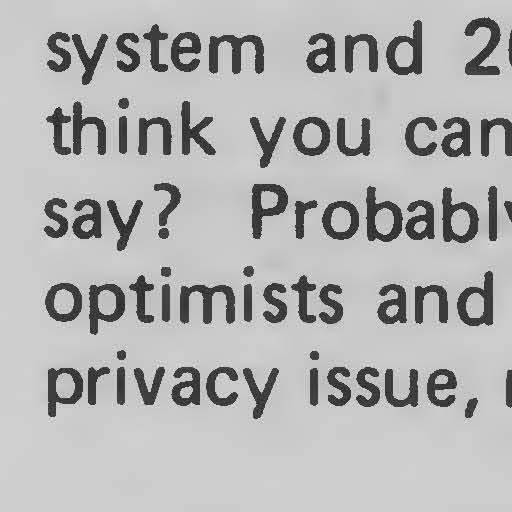 system and
think you can
say? Probably
optimists and
privacy issue,